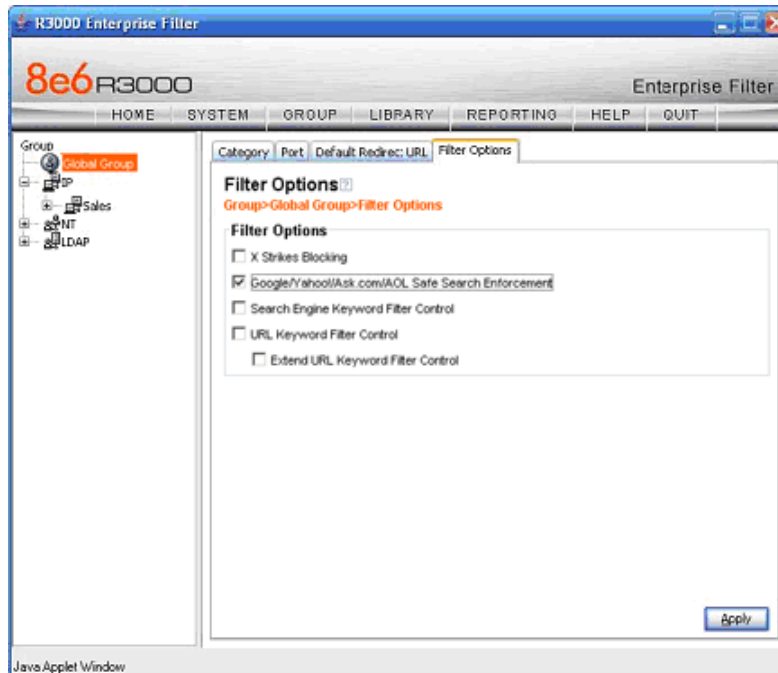 R3000 Enterprise Filter
8e6 R3000
Enterprise Filter
HOME SYSTEM GROUP LIBRARY REPORTING HELP QUIT
Group
Global Group
IP
Sales
NT
LDAP
Category Port Default Redirec: URL Filter Options
Filter Options ?
Group>Global Group>Filter Options
Filter Options
X Strikes Blocking
Google/Yahoo!/Ask.com/AOL Safe Search Enforcement
Search Engine Keyword Filter Control
URL Keyword Filter Control
Extend URL Keyword Filter Control
Apply
Java Applet Window